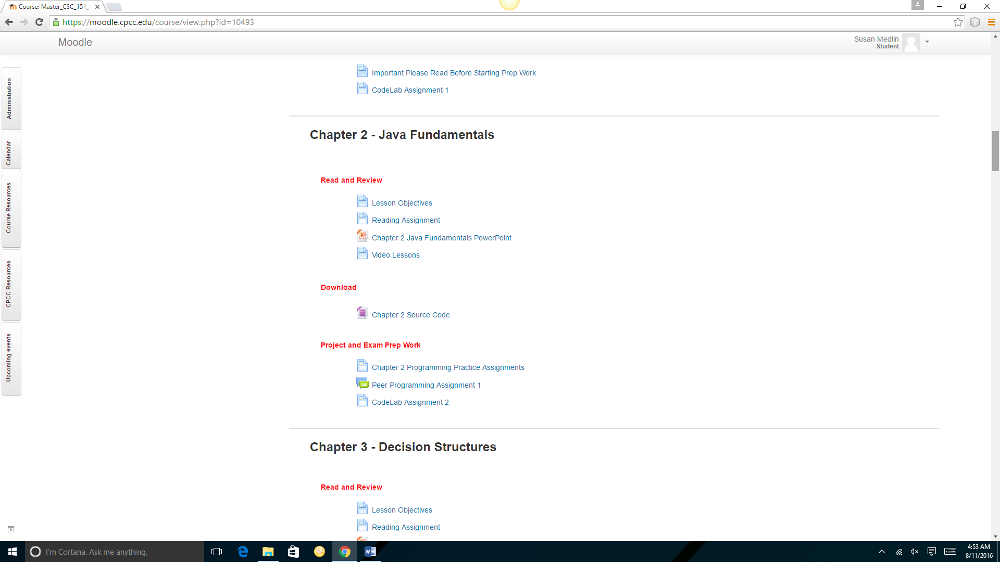 Course: Master_CSC_151_
https://moodle.cpcc.edu/course/view.php?id=10493
Moodle
Susan Medlin
Student
Administration
Calendar
Course Resources
CPCC Resources
Upcoming events
Important Please Read Before Starting Prep Work
CodeLab Assignment 1
Chapter 2 - Java Fundamentals
Read and Review
Lesson Objectives
Reading Assignment
Chapter 2 Java Fundamentals PowerPoint
Video Lessons
Download
Chapter 2 Source Code
Project and Exam Prep Work
Chapter 2 Programming Practice Assignments
Peer Programming Assignment 1
CodeLab Assignment 2
Chapter 3 - Decision Structures
Read and Review
Lesson Objectives
Reading Assignment
I'm Cortana. Ask me anything.
4:53 AM
8/11/2016